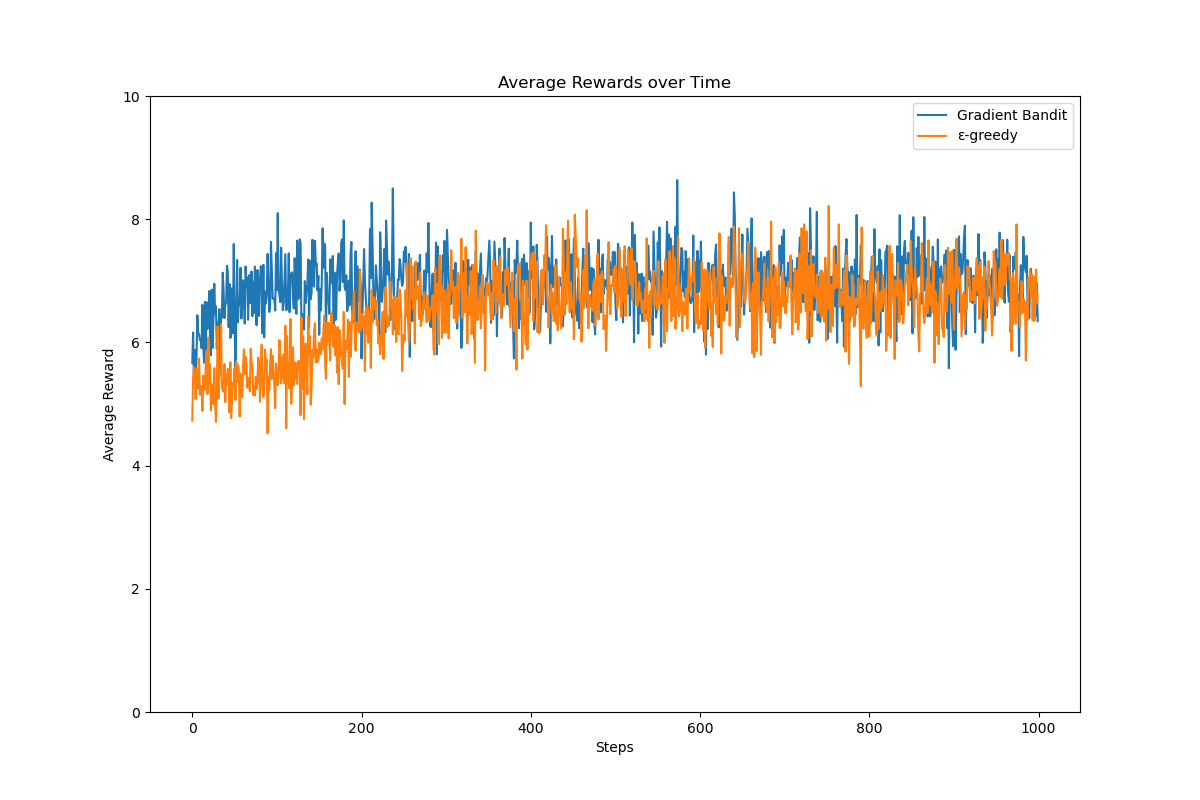 Average Rewards over Time
Gradient Bandit
ε-greedy
Average Reward
10
8
6
4
2
0
0 200 400 600 800 1000
Steps